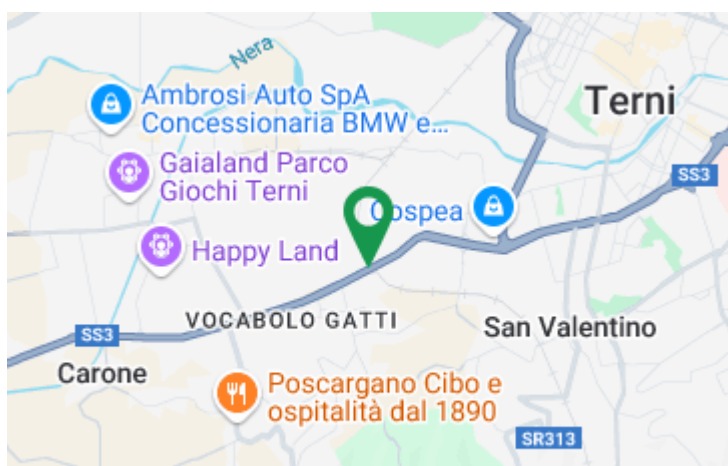 Nera
Ambrosi Auto SpA
Concessionaria BMW e...
Terni
Gaialand Parco
Giochi Terni
SS3
Cospea
Happy Land
VOCABOLO GATTI
San Valentino
SS3
Carone
Poscargano Cibo e
ospitalità dal 1890
SR313